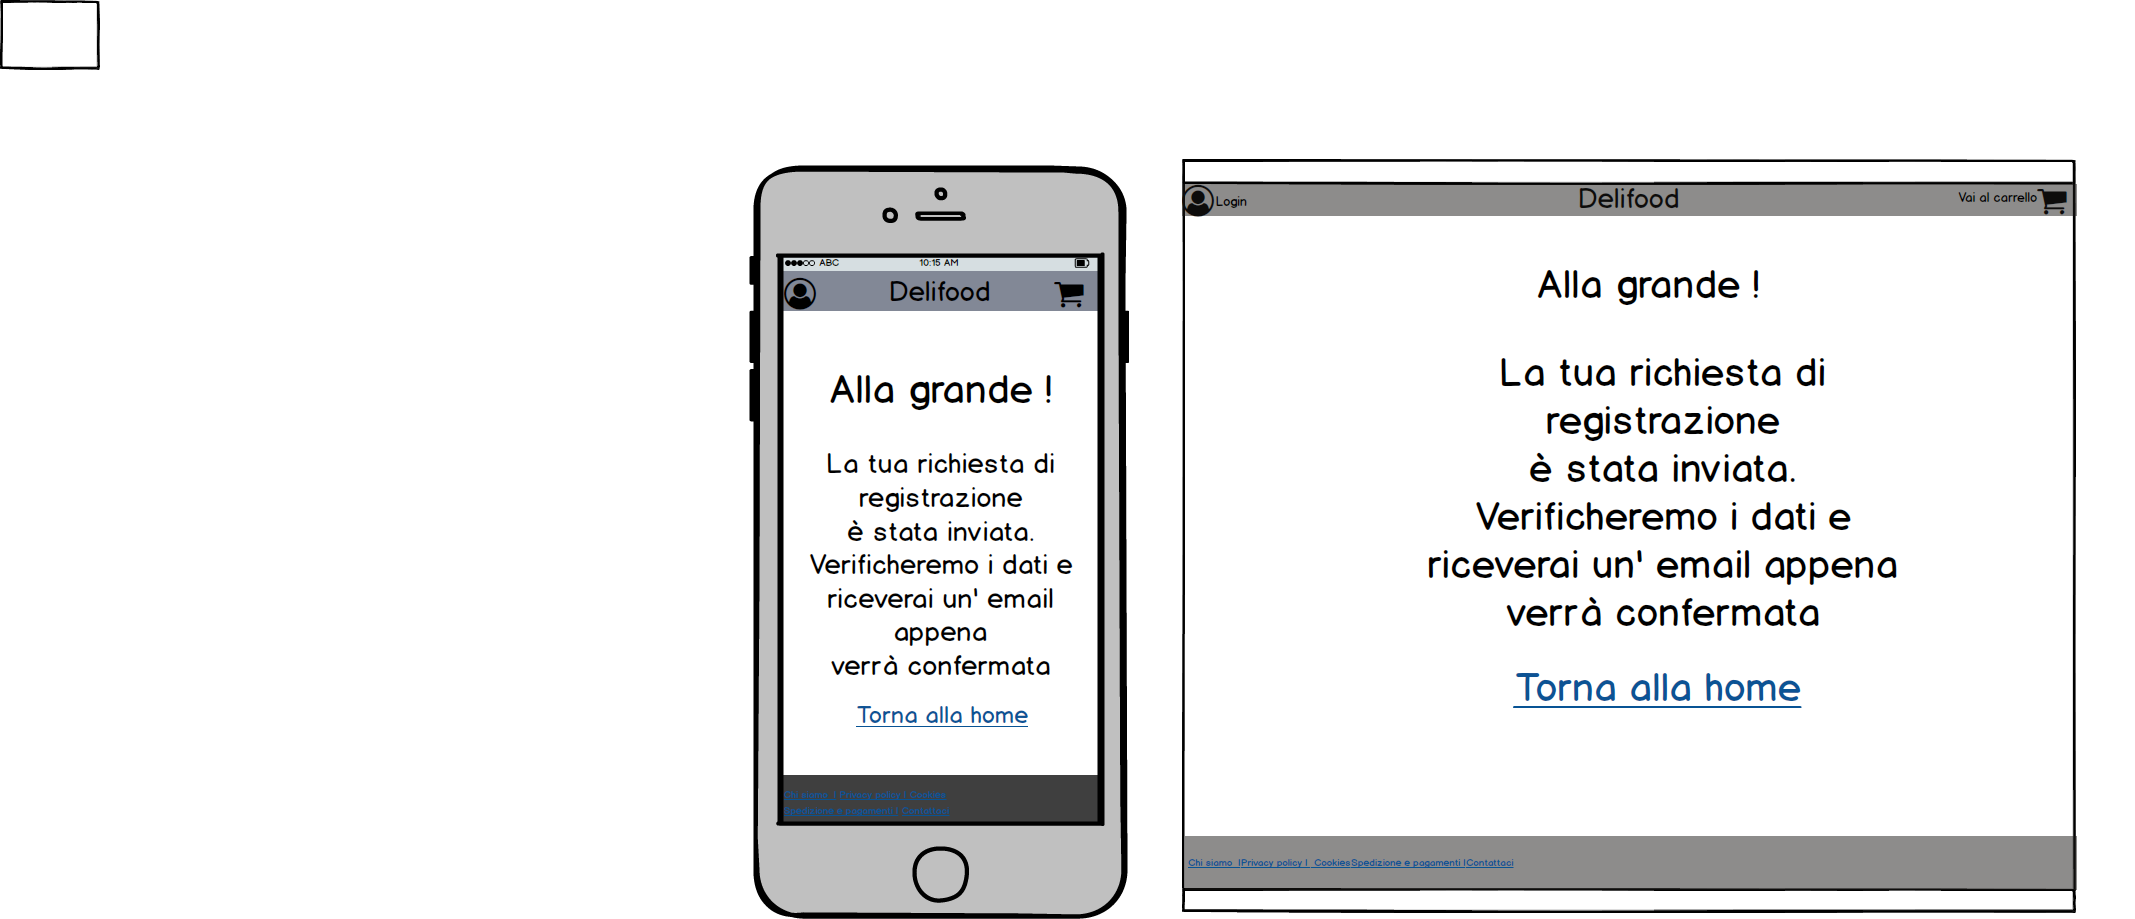 ABC 10:15 AM
Delifood
Alla grande !
La tua richiesta di
registrazione
è stata inviata.
Verificheremo i dati e
riceverai un' email
appena
verrà confermata
Torna alla home
Chi siamo | Privacy policy | Cookies
Spedizione e pagamenti | Contattaci
Login Delifood Vai al carrello
Alla grande !
La tua richiesta di
registrazione
è stata inviata.
Verificheremo i dati e
riceverai un' email appena
verrà confermata
Torna alla home
Chi siamo |Privacy policy | CookiesSpedizione e pagamenti |Contattaci